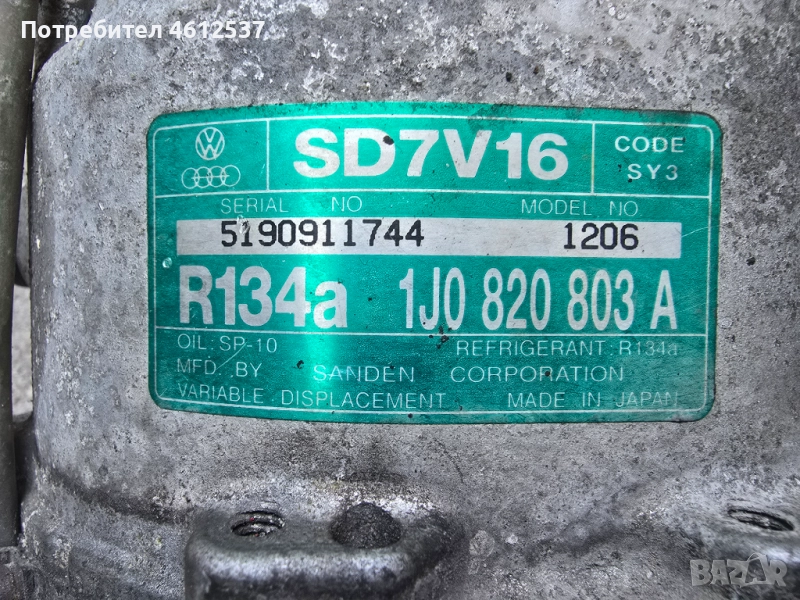 Потребител 4612537
SD7V16
CODE
SY3
SERIAL NO MODEL NO
5190911744 1206
R134a 1J0 820 803 A
OIL: SP-10 REFRIGERANT: R134a
MFD. BY SANDEN CORPORATION
VARIABLE DISPLACEMENT MADE IN JAPAN
BAZAR